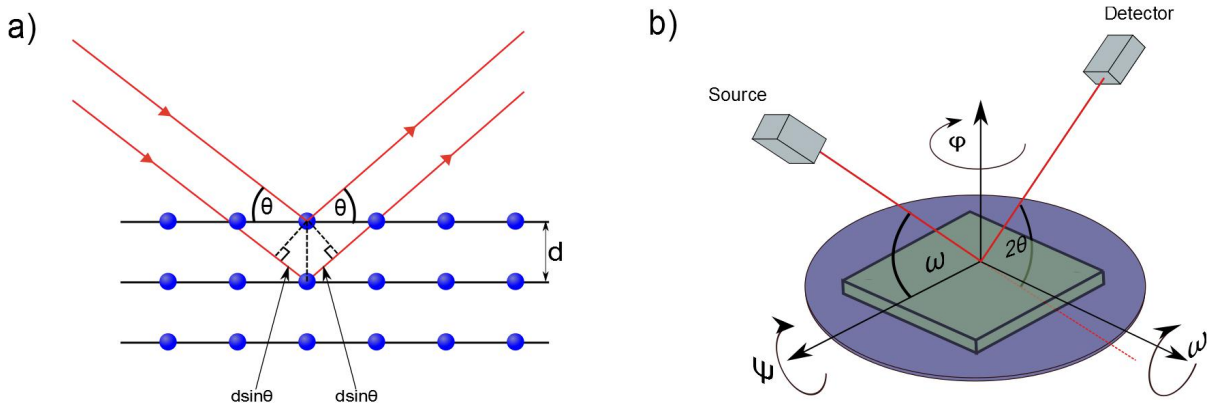 a)
θ
θ
d
dsinθ
dsinθ
b)
Detector
Source
φ
ω
2θ
ψ
ω